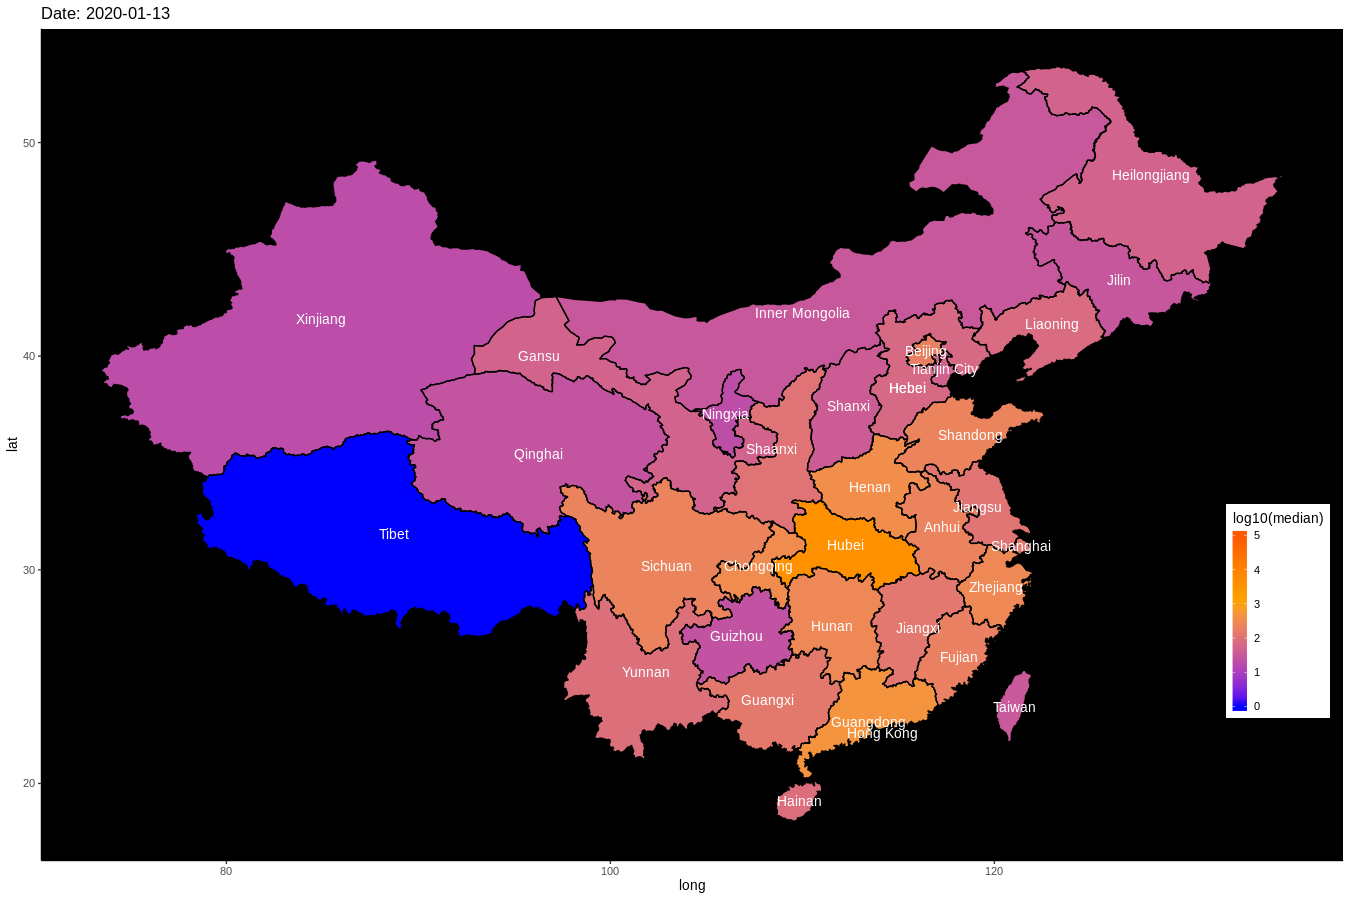 Date: 2020-01-13
lat
50
40
30
20
Heilongjiang
Jilin
Inner Mongolia
Xinjiang
Liaoning
Beijing
Gansu
Tianjin City
Hebei
Shanxi
Ningxia
Shandong
Shaanxi
Qinghai
Henan
Jiangsu
Anhui
Tibet
Shanghai
Hubei
Sichuan
Chongqing
Zhejiang
Hunan
Jiangxi
Guizhou
Fujian
Yunnan
Guangxi
Taiwan
Guangdong
Hong Kong
Hainan
log10(median)
5
4
3
2
1
0
80
100
120
long